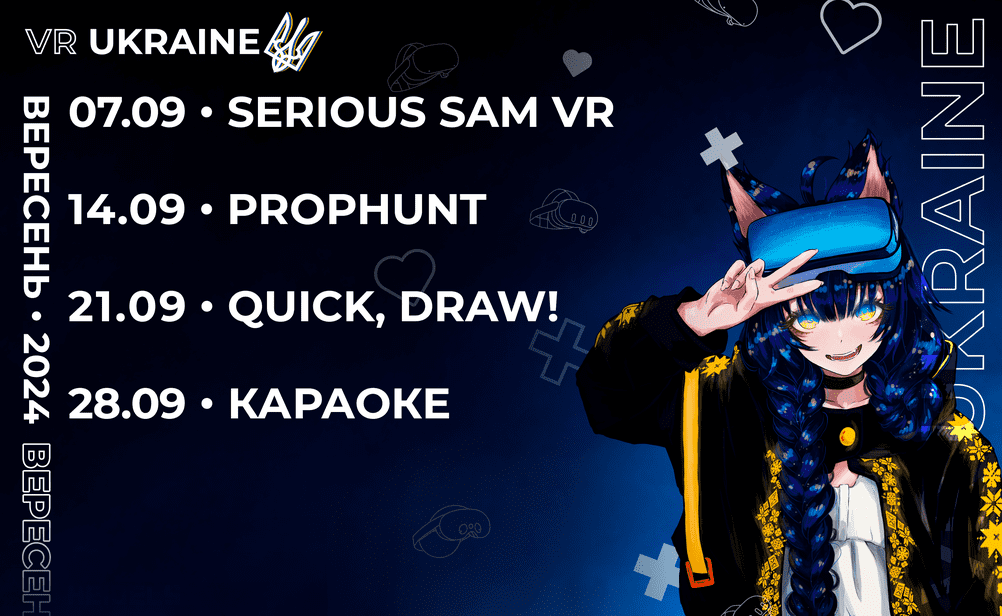 VR UKRAINE
ВЕРЕСЕНЬ • 2024 ВЕРЕСЕН
07.09 • SERIOUS SAM VR
14.09 • PROPHUNT
21.09 • QUICK, DRAW!
28.09 • КАРАОКЕ
UKRAINE